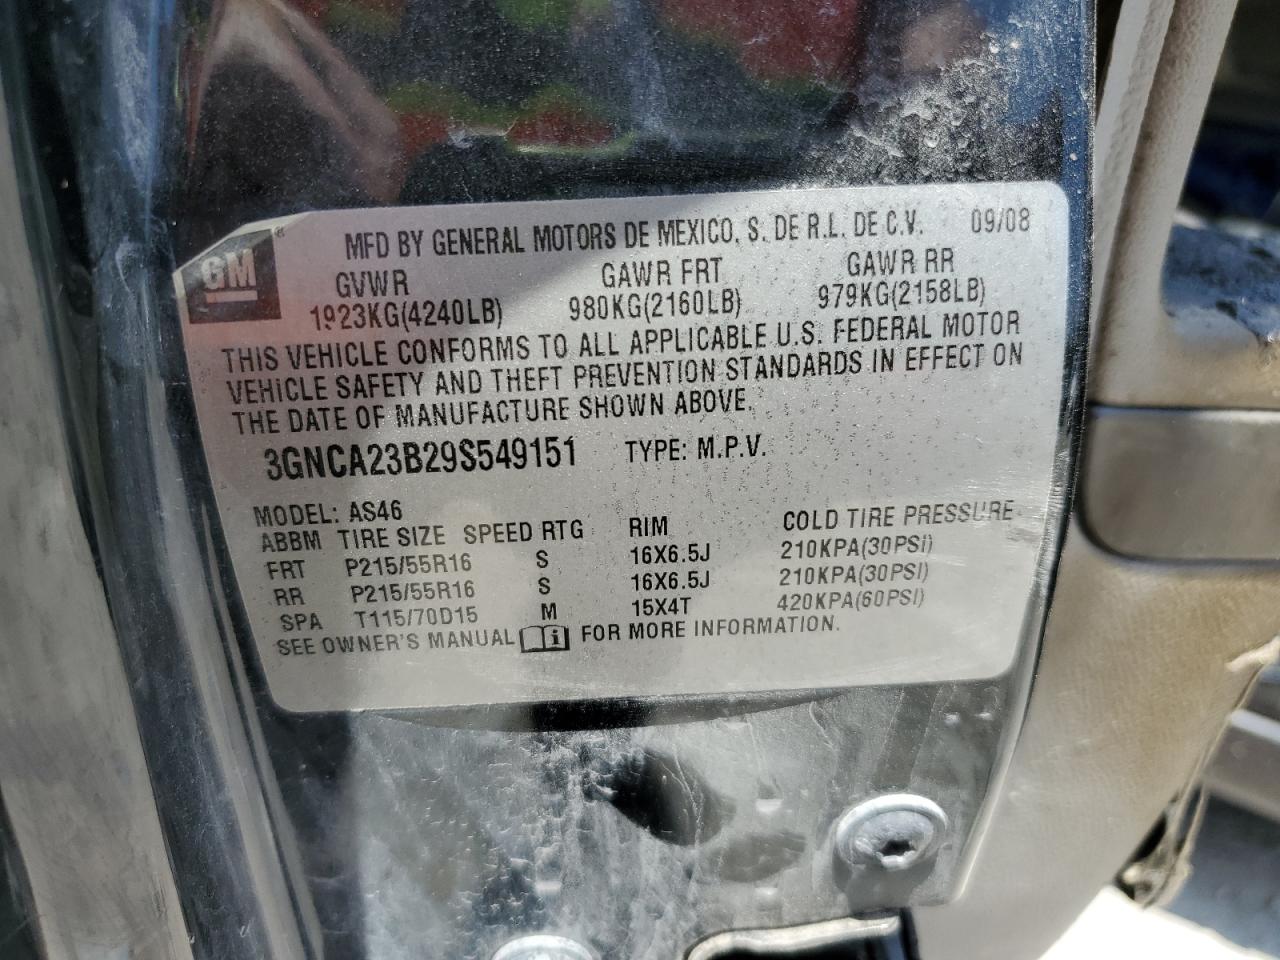 GM ®
MFD BY GENERAL MOTORS DE MEXICO, S. DE R.L. DE C.V. 09/08
GVWR GAWR FRT GAWR RR
1923KG(4240LB) 980KG(2160LB) 979KG(2158LB)
THIS VEHICLE CONFORMS TO ALL APPLICABLE U.S. FEDERAL MOTOR
VEHICLE SAFETY AND THEFT PREVENTION STANDARDS IN EFFECT ON
THE DATE OF MANUFACTURE SHOWN ABOVE.
3GNCA23B29S549151 TYPE: M.P.V.
MODEL: AS46
ABBM TIRE SIZE SPEED RTG RIM COLD TIRE PRESSURE
FRT P215/55R16 S 16X6.5J 210KPA(30PSI)
RR P215/55R16 S 16X6.5J 210KPA(30PSI)
SPA T115/70D15 M 15X4T 420KPA(60PSI)
SEE OWNER'S MANUAL i FOR MORE INFORMATION.